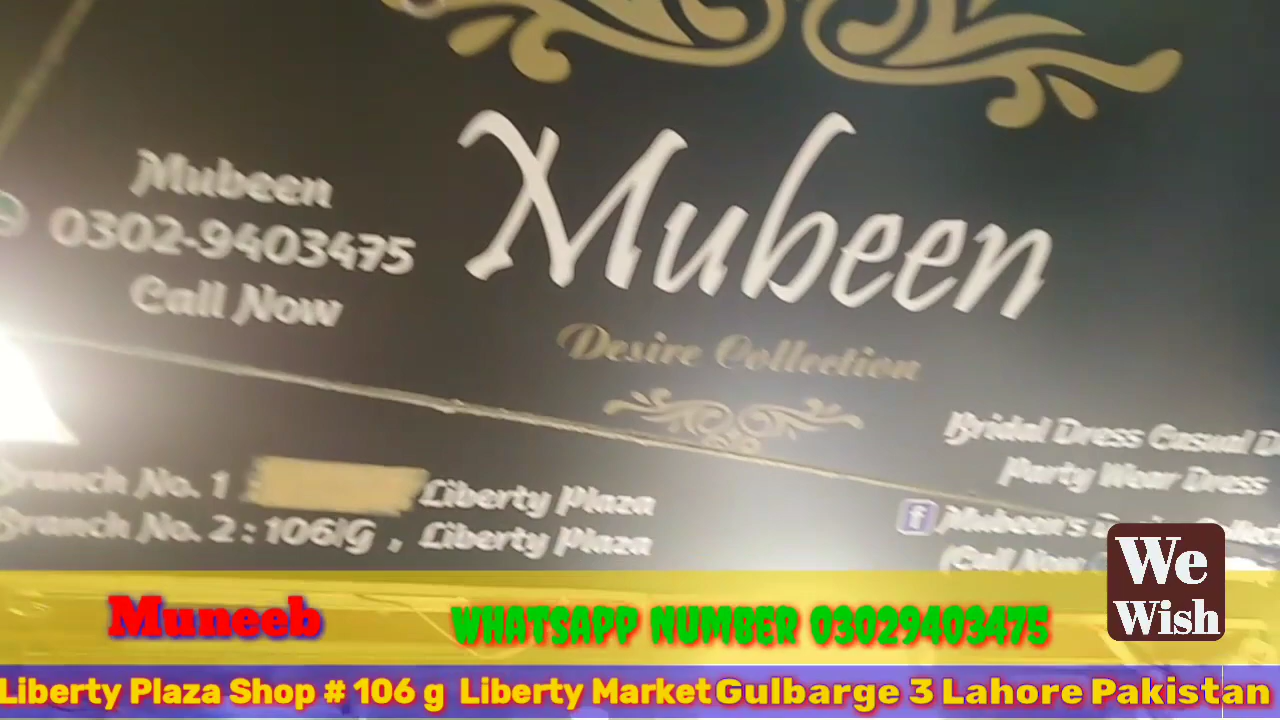 Mubeen
0302-9403475
Call Now
Mubeen
Desire Collection
Branch No. 1
Liberty Plaza
Branch No. 2 : 106/G , Liberty Plaza
Bridal Dress Casual
Party Wear Dress
Mubeen's Desire
(Call Now
We
Wish
Muneeb
WHATSAPP NUMBER 03029403475
Liberty Plaza Shop # 106 g Liberty Market Gulbarge 3 Lahore Pakistan